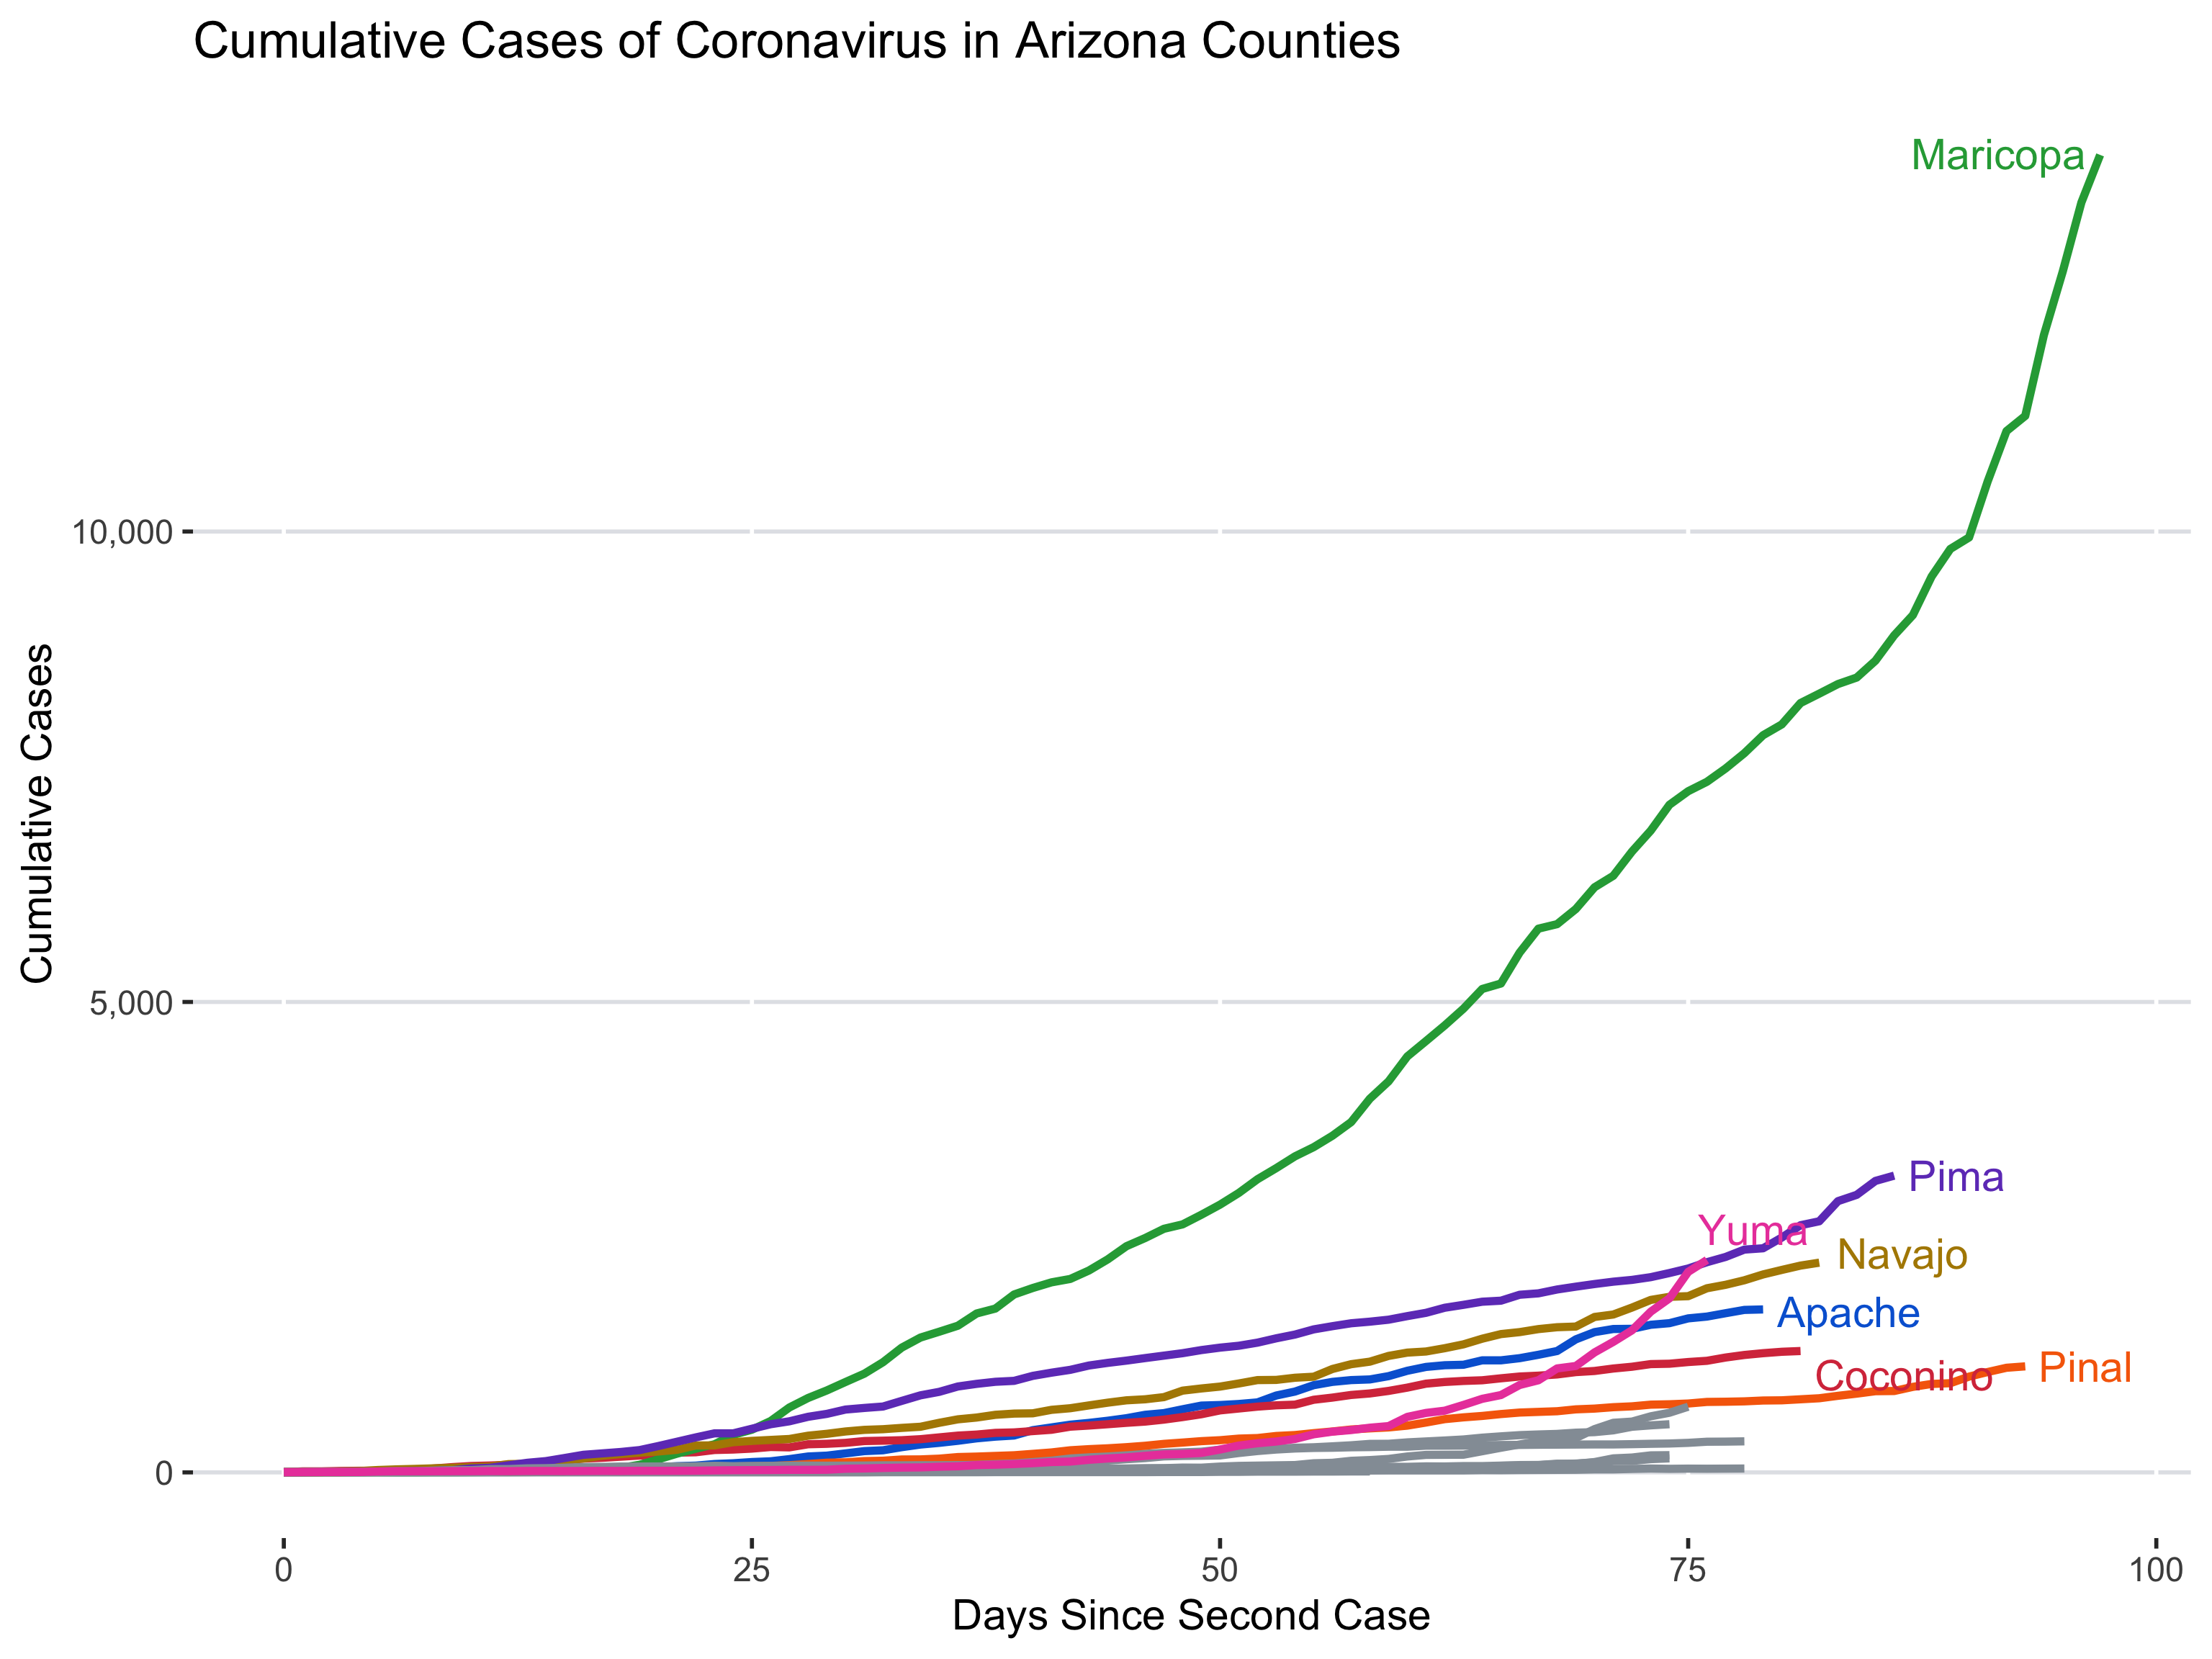 Cumulative Cases of Coronavirus in Arizona Counties
Maricopa
10,000
Cumulative Cases
5,000
Pima
Yuma
Navajo
Apache
Pinal
Coconino
0
0 25 50 75 100
Days Since Second Case